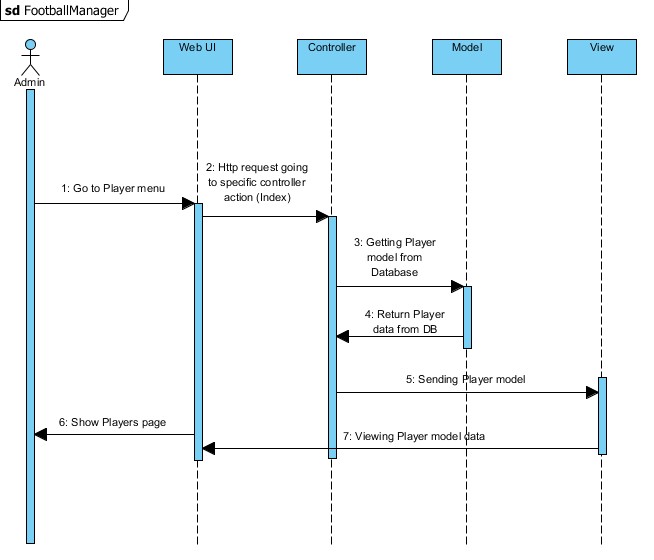 sd FootballManager
Admin
Web UI
Controller
Model
View
1: Go to Player menu
2: Http request going
to specific controller
action (Index)
3: Getting Player
model from
Database
4: Return Player
data from DB
5: Sending Player model
6: Show Players page
7: Viewing Player model data